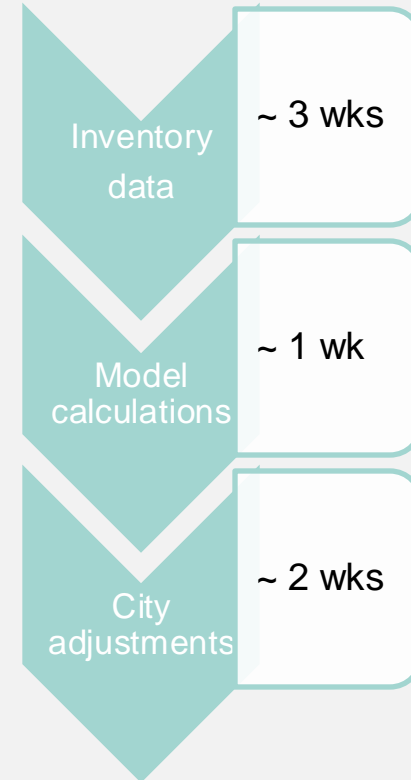 Inventory
data
~ 3 wks
Model
calculations
~ 1 wk
City
adjustments
~ 2 wks